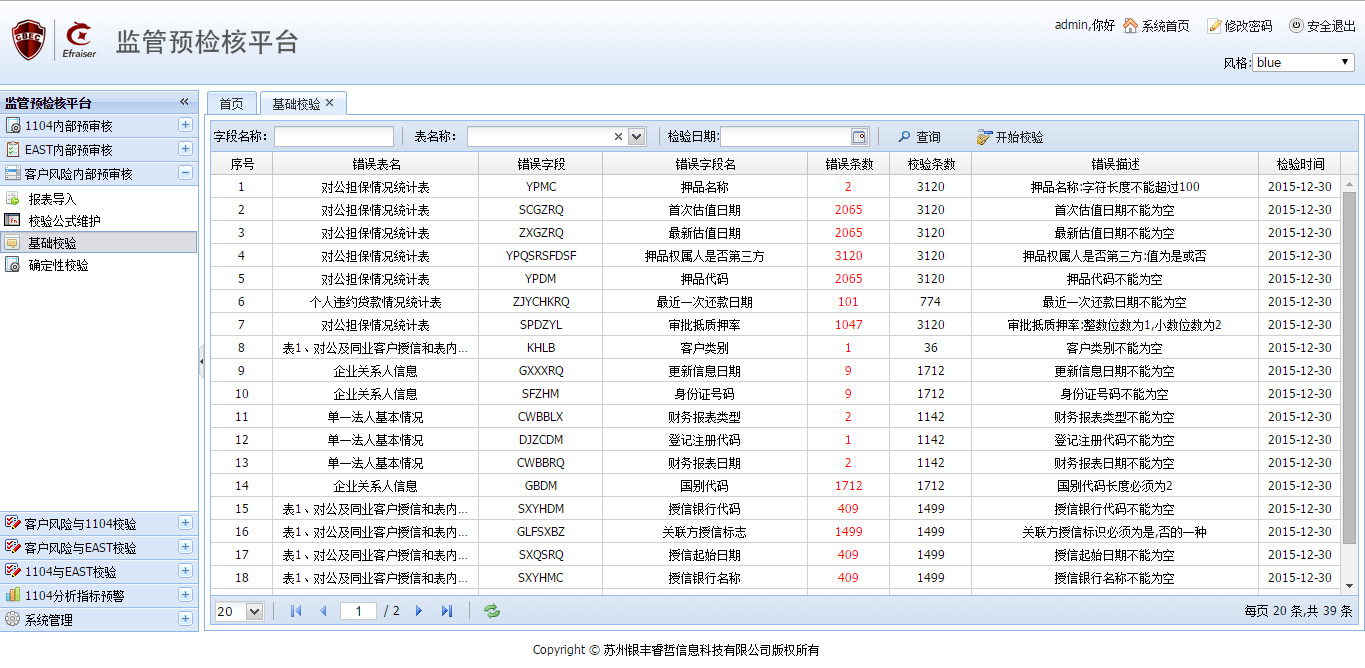 CBEC
Efraiser
监管预检核平台
admin,你好 系统首页 修改密码 安全退出
风格: blue
监管预检核平台
1104内部预审核
EAST内部预审核
客户风险内部预审核
报表导入
校验公式维护
基础校验
确定性校验
客户风险与1104校验
客户风险与EAST校验
1104与EAST校验
1104分析指标预警
系统管理
首页 基础校验
字段名称: 表名称: 检验日期: 查询 开始校验
序号 错误表名 错误字段 错误字段名 错误条数 校验条数 错误描述 检验时间
1 对公担保情况统计表 YPMC 押品名称 2 3120 押品名称:字符长度不能超过100 2015-12-30
2 对公担保情况统计表 SCGZRQ 首次估值日期 2065 3120 首次估值日期不能为空 2015-12-30
3 对公担保情况统计表 ZXGZRQ 最新估值日期 2065 3120 最新估值日期不能为空 2015-12-30
4 对公担保情况统计表 YPQSRSFDSF 押品权属人是否第三方 3120 3120 押品权属人是否第三方:值为是或否 2015-12-30
5 对公担保情况统计表 YPDM 押品代码 2065 3120 押品代码不能为空 2015-12-30
6 个人违约贷款情况统计表 ZJYCHKRQ 最近一次还款日期 101 774 最近一次还款日期不能为空 2015-12-30
7 对公担保情况统计表 SPDZYL 审批抵质押率 1047 3120 审批抵质押率:整数位数为1,小数位数为2 2015-12-30
8 表1、对公及同业客户授信和表内... KHLB 客户类别 1 36 客户类别不能为空 2015-12-30
9 企业关系人信息 GXXXRQ 更新信息日期 9 1712 更新信息日期不能为空 2015-12-30
10 企业关系人信息 SFZHM 身份证号码 9 1712 身份证号码不能为空 2015-12-30
11 单一法人基本情况 CWBBLX 财务报表类型 2 1142 财务报表类型不能为空 2015-12-30
12 单一法人基本情况 DJZCDM 登记注册代码 1 1142 登记注册代码不能为空 2015-12-30
13 单一法人基本情况 CWBBRQ 财务报表日期 2 1142 财务报表日期不能为空 2015-12-30
14 企业关系人信息 GBDM 国别代码 1712 1712 国别代码长度必须为2 2015-12-30
15 表1、对公及同业客户授信和表内... SXYHDM 授信银行代码 409 1499 授信银行代码不能为空 2015-12-30
16 表1、对公及同业客户授信和表内... GLFSXBZ 关联方授信标志 1499 1499 关联方授信标识必须为是,否的一种 2015-12-30
17 表1、对公及同业客户授信和表内... SXQSRQ 授信起始日期 409 1499 授信起始日期不能为空 2015-12-30
18 表1、对公及同业客户授信和表内... SXYHMC 授信银行名称 409 1499 授信银行名称不能为空 2015-12-30
20 1 / 2 每页 20 条,共 39 条
Copyright © 苏州银丰睿哲信息科技有限公司版权所有